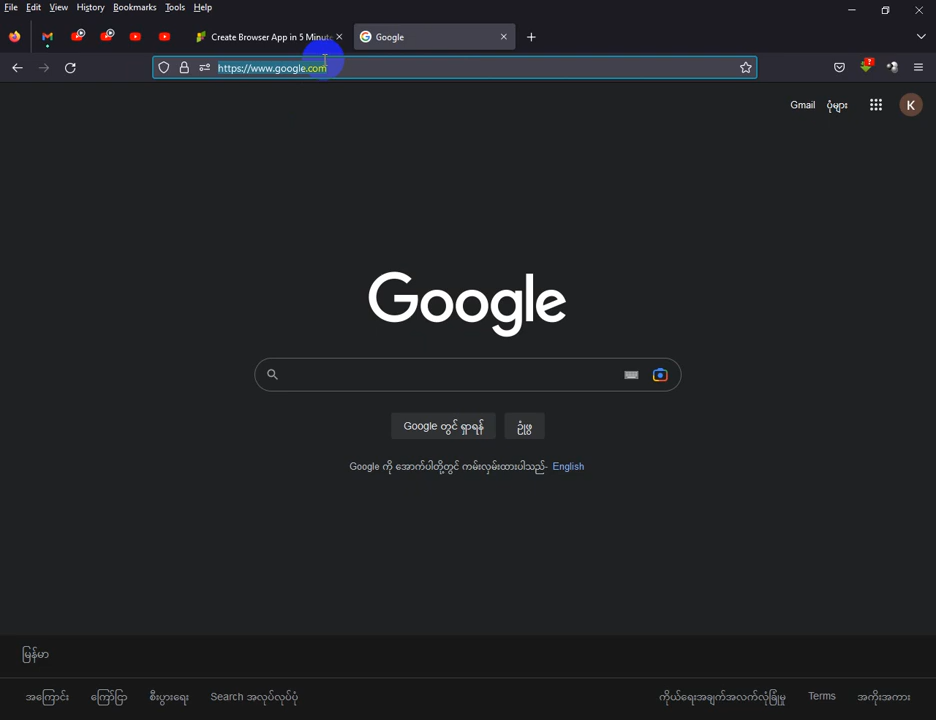 File Edit View History Bookmarks Tools Help
Create Browser App in 5 Minute
Google
https://www.google.com
Gmail ပုံများ
K
Google
Google တွင် ရှာရန် ဉုံဖွ
Google ကို အောက်ပါတို့တွင် ကမ်းလှမ်းထားပါသည်- English
မြန်မာ
အကြောင်း ကြော်ငြာ စီးပွားရေး Search အလုပ်လုပ်ပုံ ကိုယ်ရေးအချက်အလက်လုံခြုံမှု Terms အကိုးအကား